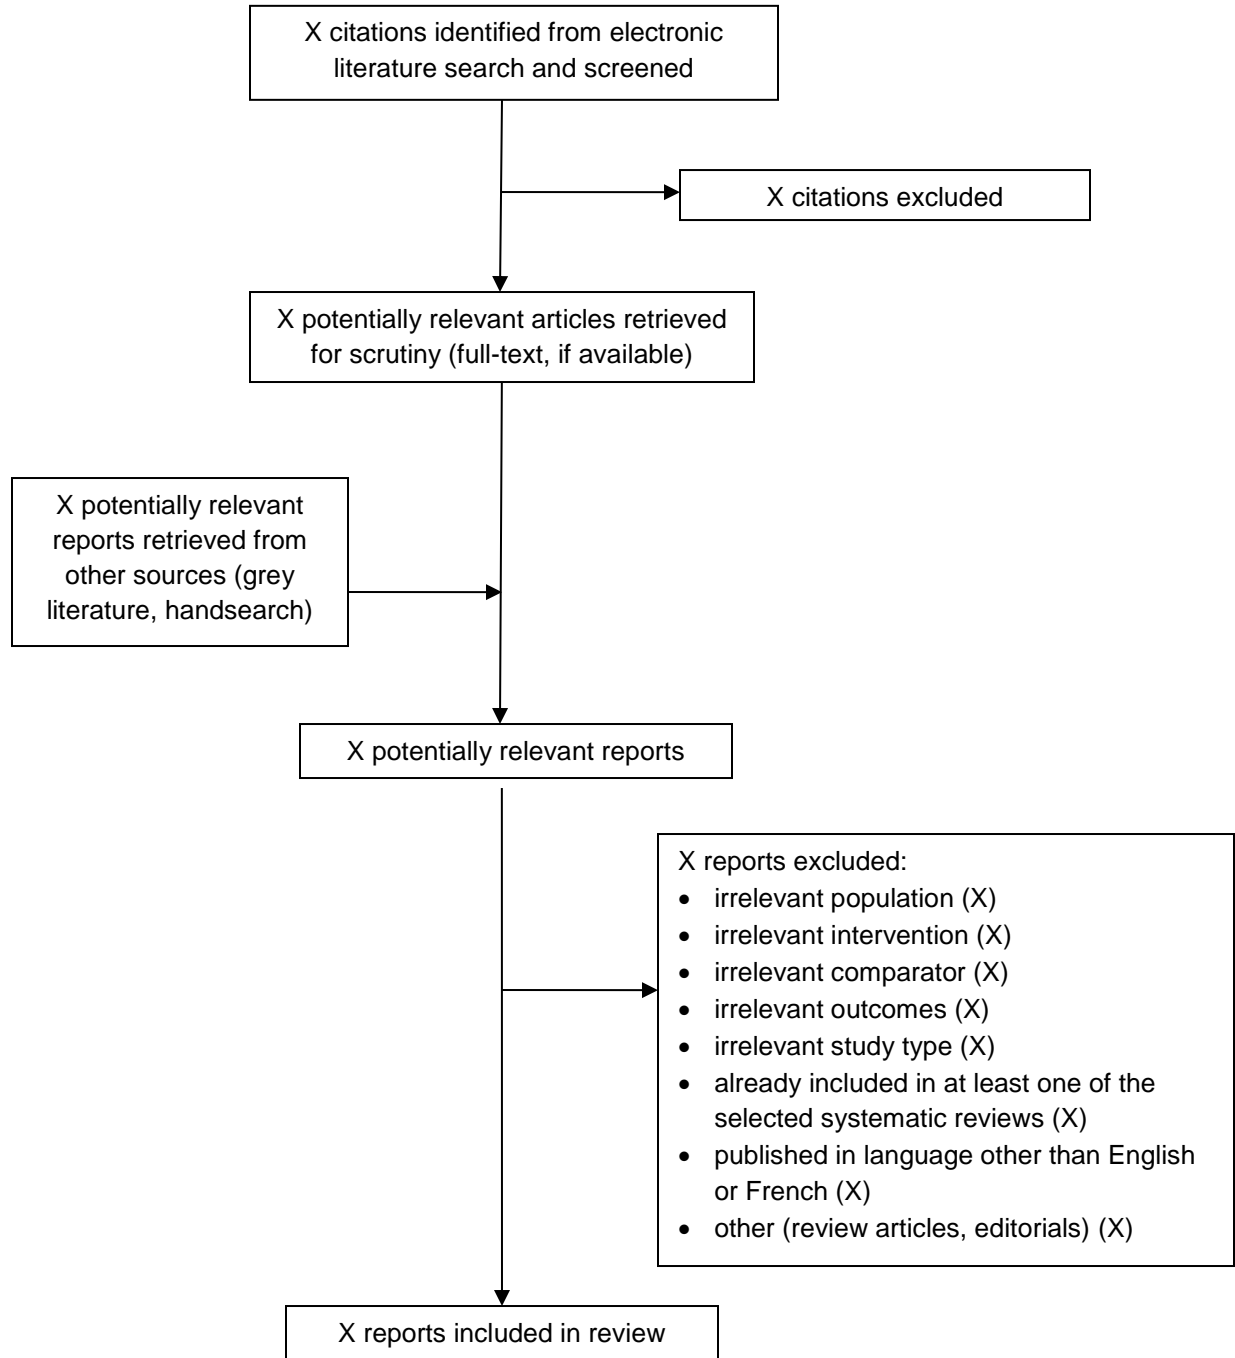 X citations identified from electronic
literature search and screened
X citations excluded
X potentially relevant articles retrieved
for scrutiny (full-text, if available)
X potentially relevant
reports retrieved from
other sources (grey
literature, handsearch)
X potentially relevant reports
X reports excluded:
• irrelevant population (X)
• irrelevant intervention (X)
• irrelevant comparator (X)
• irrelevant outcomes (X)
• irrelevant study type (X)
• already included in at least one of the
selected systematic reviews (X)
• published in language other than English
or French (X)
• other (review articles, editorials) (X)
X reports included in review